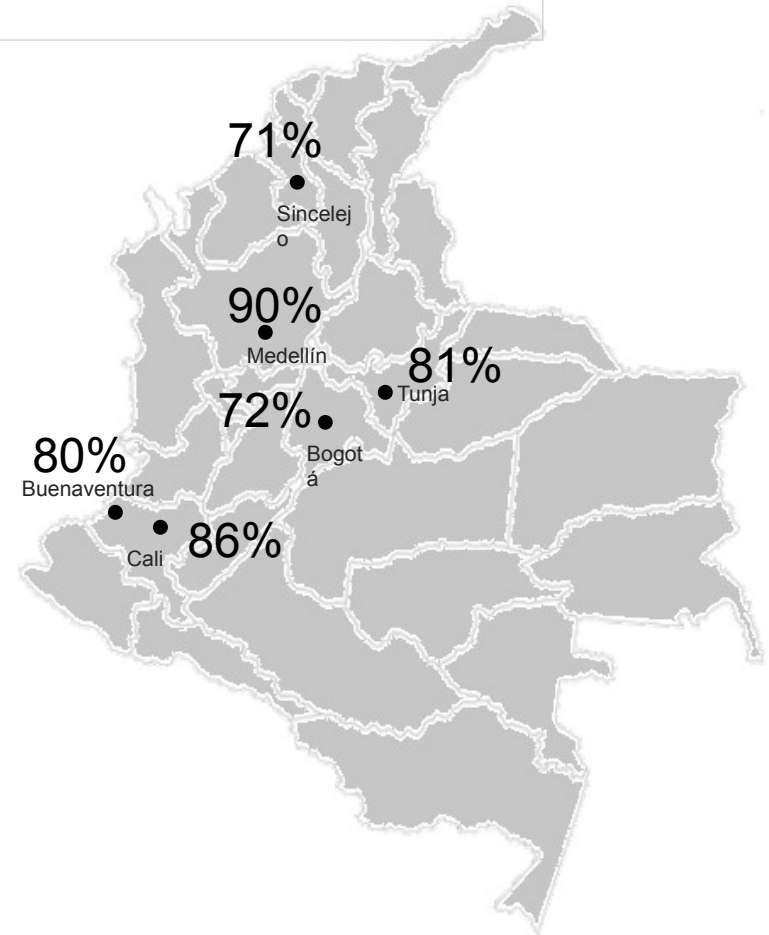 71%
Sincelej
o
90%
Medellín
81%
Tunja
72%
Bogot
á
80%
Buenaventura
86%
Cali